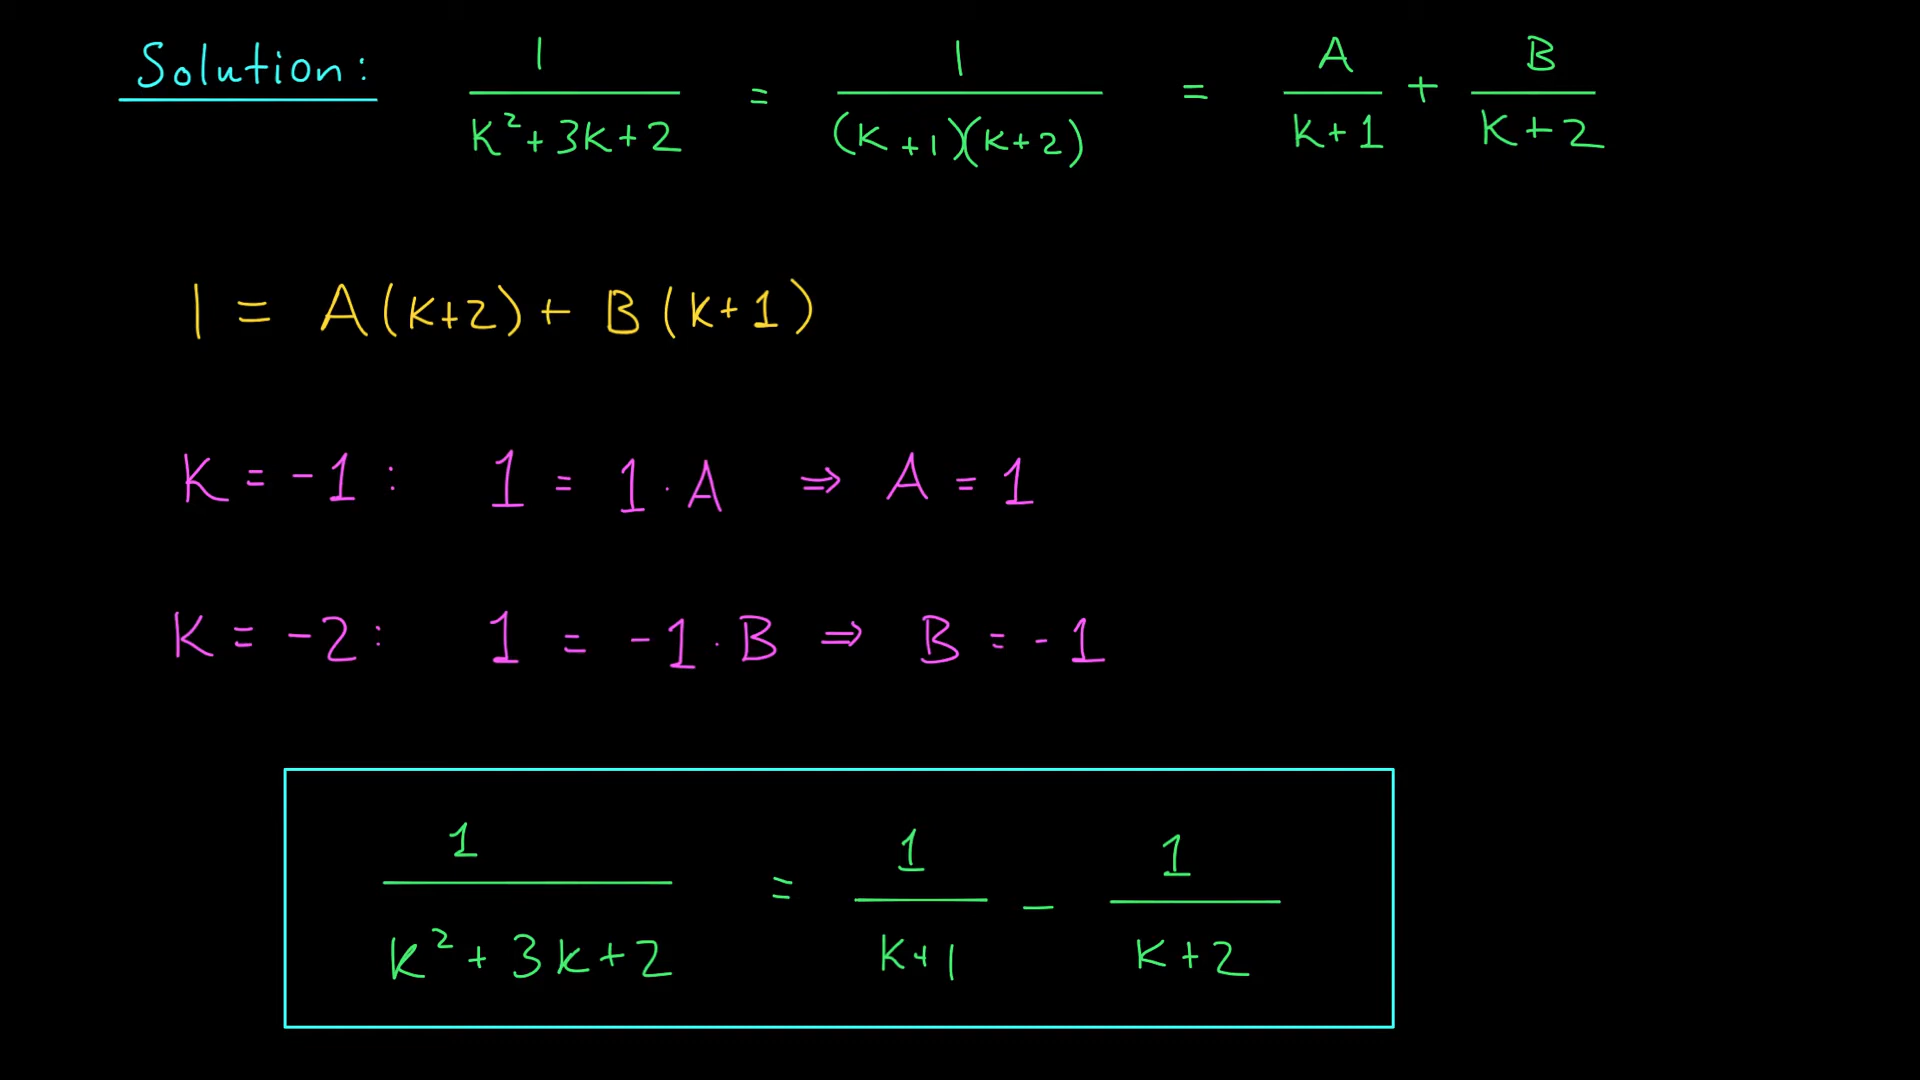 Solution: 1/(k²+3k+2) = 1/((k+1)(k+2)) = A/(k+1) + B/(k+2)
1 = A(k+2) + B(k+1)
k = -1: 1 = 1·A ⇒ A = 1
k = -2: 1 = -1·B ⇒ B = -1
1/(k²+3k+2) = 1/(k+1) - 1/(k+2)